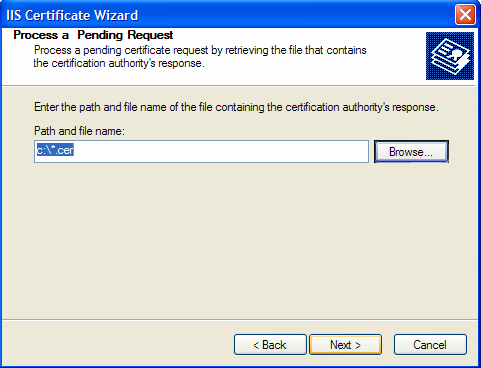 IIS Certificate Wizard
Process a Pending Request
Process a pending certificate request by retrieving the file that contains
the certification authority's response.
Enter the path and file name of the file containing the certification authority's response.
Path and file name:
c:\*.cer
Browse...
< Back
Next >
Cancel